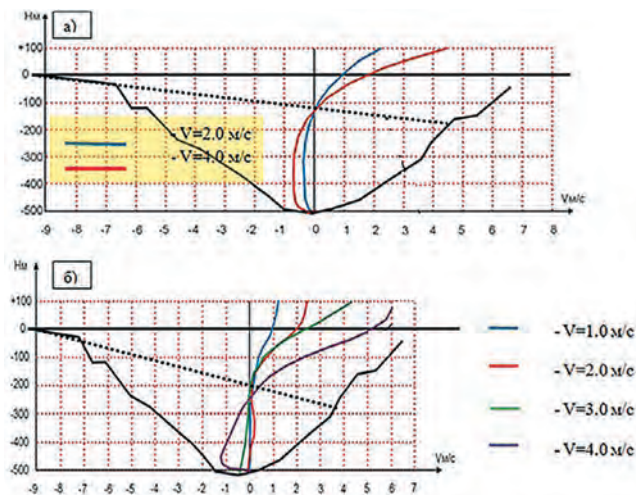 Нм
а)
+100
0
-100
-200
-300
-400
-500
- V=2.0 м/с
- V=4.0 м/с
Vм/с
-9 -8 -7 -6 -5 -4 -3 -2 -1 0 1 2 3 4 5 6 7 8
Нм
б)
+100
0
-100
-200
-300
-400
-500
Vм/с
-9 -8 -7 -6 -5 -4 -3 -2 -1 0 1 2 3 4 5 6 7
- V=1.0 м/с
- V=2.0 м/с
- V=3.0 м/с
- V=4.0 м/с